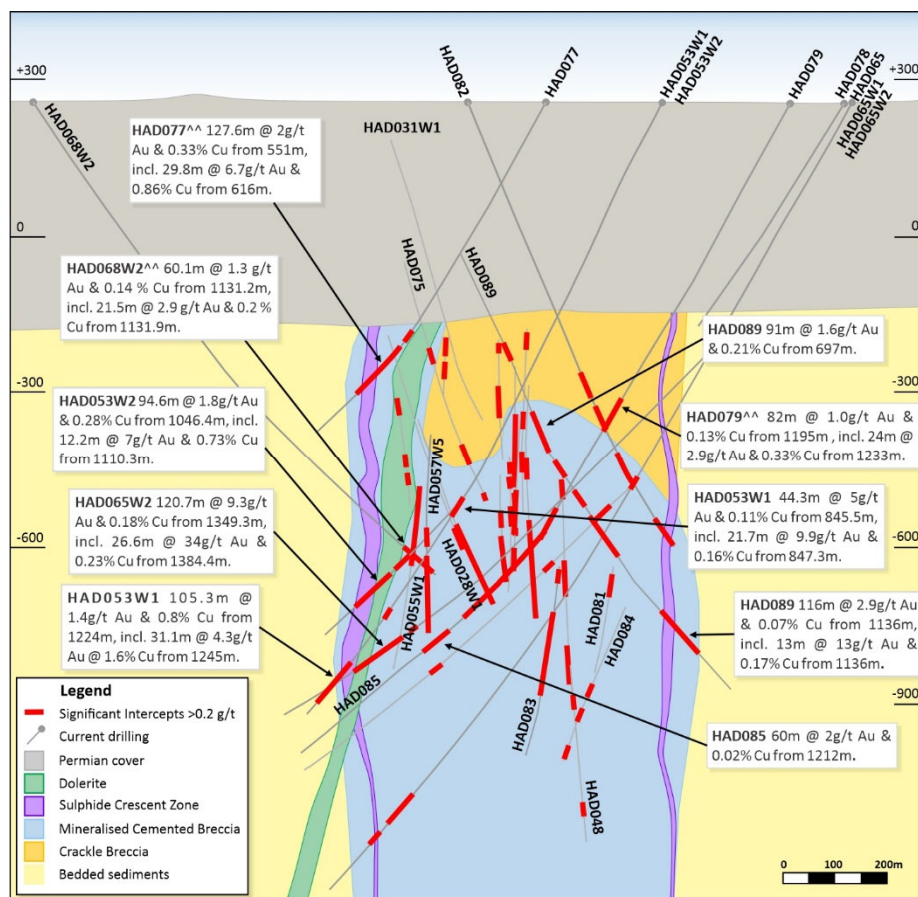 +300
+300
HAD068W2
HAD082
HAD077
HAD053W1
HAD053W2
HAD079
HAD078
HAD065
HAD065W1
HAD065W2
HAD031W1
HAD077^^ 127.6m @ 2g/t
Au & 0.33% Cu from 551m,
incl. 29.8m @ 6.7g/t Au &
0.86% Cu from 616m.
0
0
HAD075
HAD089
HAD068W2^^ 60.1m @ 1.3 g/t
Au & 0.14 % Cu from 1131.2m,
incl. 21.5m @ 2.9 g/t Au & 0.2 %
Cu from 1131.9m.
HAD089 91m @ 1.6g/t Au
& 0.21% Cu from 697m.
-300
-300
HAD053W2 94.6m @ 1.8g/t Au
& 0.28% Cu from 1046.4m, incl.
12.2m @ 7g/t Au & 0.73% Cu
from 1110.3m.
HAD079^^ 82m @ 1.0g/t Au &
0.13% Cu from 1195m , incl. 24m @
2.9g/t Au & 0.33% Cu from 1233m.
HAD057W5
HAD065W2 120.7m @ 9.3g/t
Au & 0.18% Cu from 1349.3m,
incl. 26.6m @ 34g/t Au &
0.23% Cu from 1384.4m.
HAD053W1 44.3m @ 5g/t
Au & 0.11% Cu from 845.5m,
incl. 21.7m @ 9.9g/t Au &
0.16% Cu from 847.3m.
-600
-600
HAD028W1
HAD055W1
HAD081
HAD084
HAD053W1 105.3m @
1.4g/t Au & 0.8% Cu from
1224m, incl. 31.1m @ 4.3g/t
Au @ 1.6% Cu from 1245m.
HAD089 116m @ 2.9g/t Au
& 0.07% Cu from 1136m,
incl. 13m @ 13g/t Au &
0.17% Cu from 1136m.
HAD085
HAD083
-900
HAD085 60m @ 2g/t Au &
0.02% Cu from 1212m.
HAD048
Legend
Significant Intercepts >0.2 g/t
Current drilling
Permian cover
Dolerite
Sulphide Crescent Zone
Mineralised Cemented Breccia
Crackle Breccia
Bedded sediments
0 100 200m